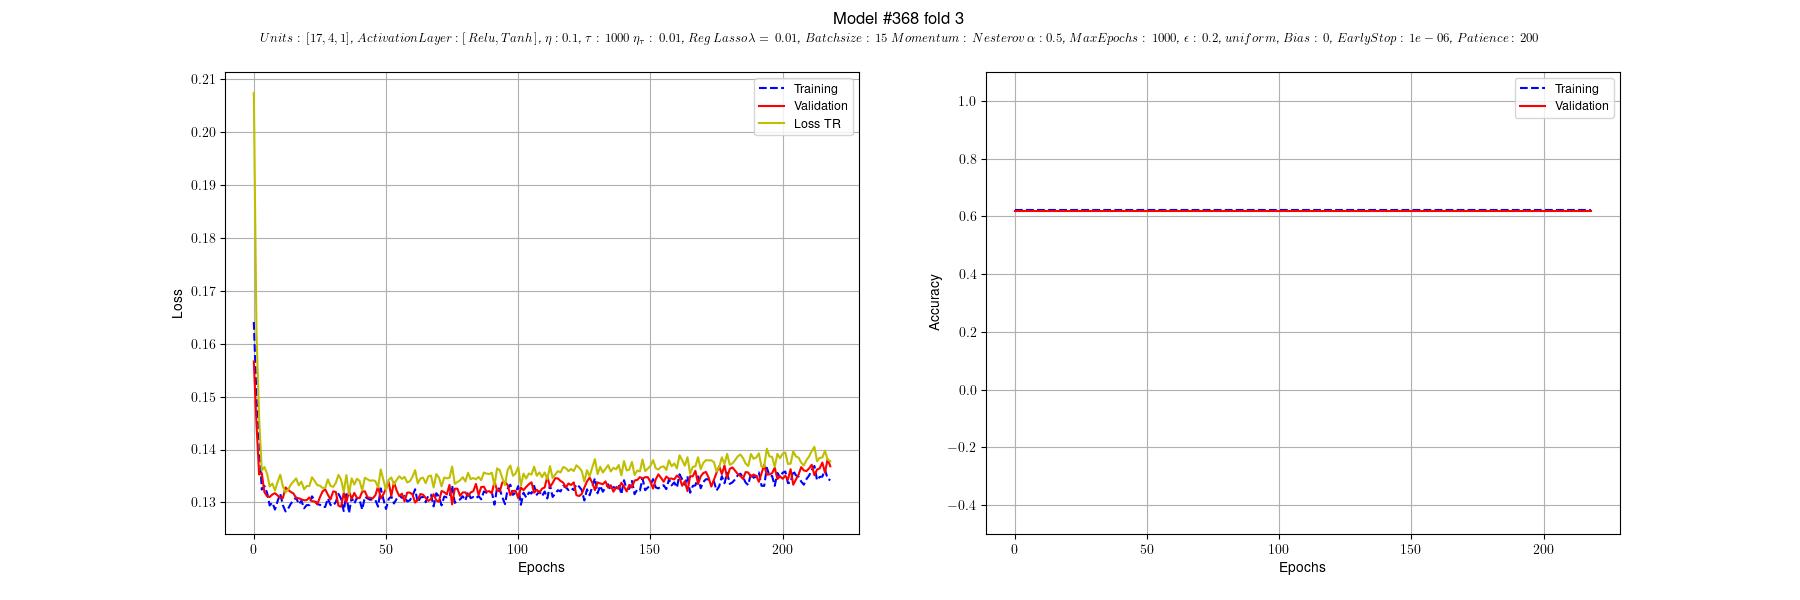 Model #368 fold 3
Units : [17, 4, 1], ActivationLayer : [ Relu, Tanh ], η : 0.1, τ : 1000 ητ : 0.01, Reg Lassoλ = 0.01, Batchsize : 15 Momentum : Nesterov α : 0.5, MaxEpochs : 1000, ϵ : 0.2, uniform, Bias : 0, EarlyStop : 1e − 06, Patience : 200
0.21
0.20
0.19
0.18
0.17
0.16
0.15
0.14
0.13
Loss
0 50 100 150 200
Epochs
Training
Validation
Loss TR
1.0
0.8
0.6
0.4
0.2
0.0
−0.2
−0.4
Accuracy
0 50 100 150 200
Epochs
Training
Validation